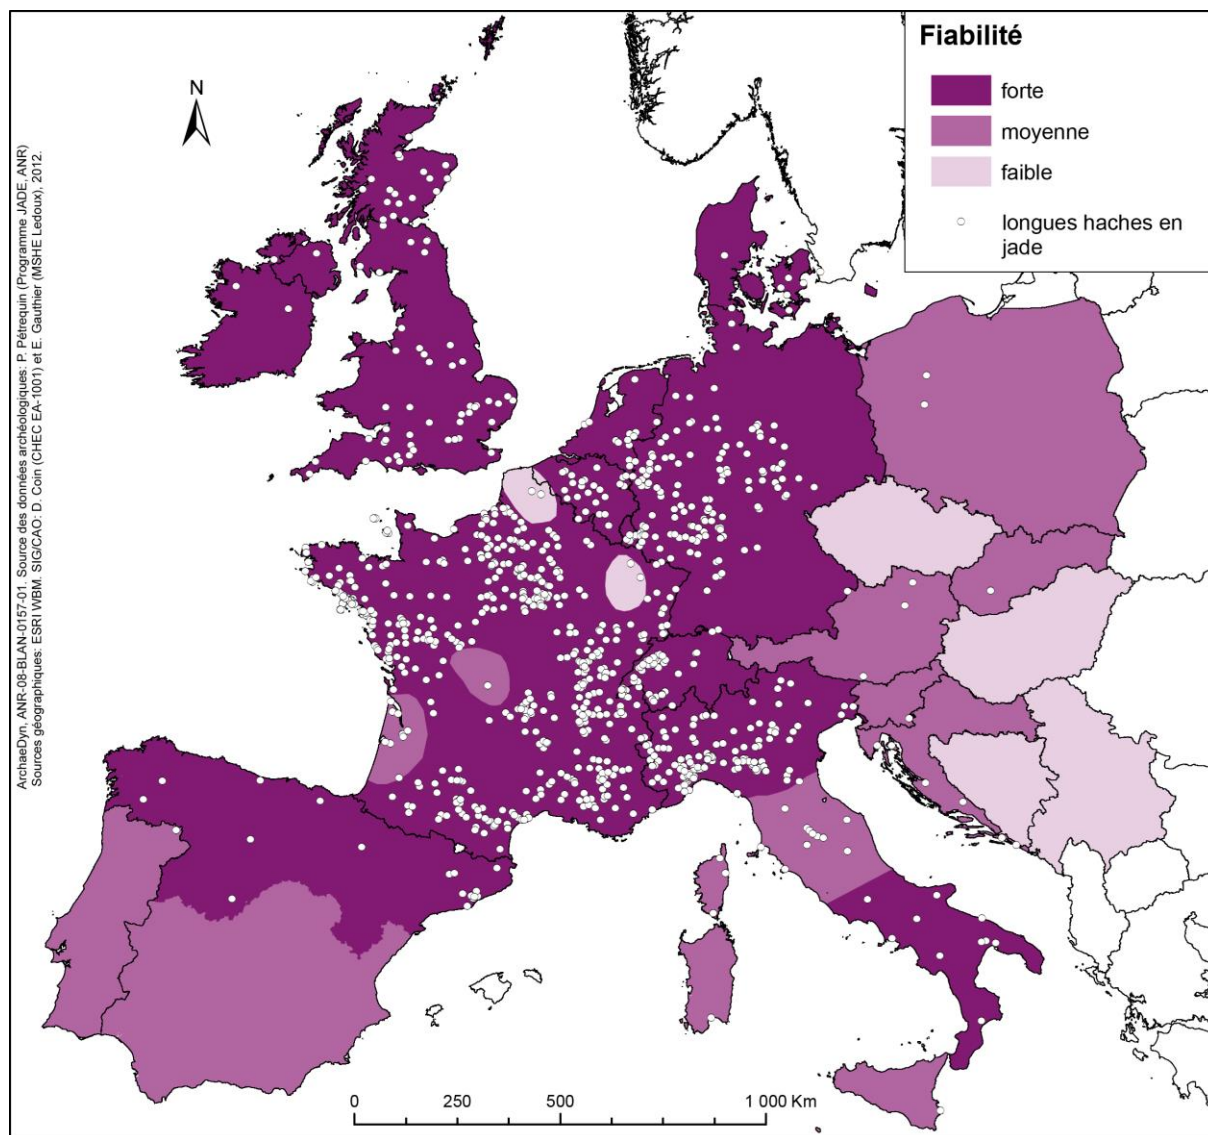 Fiabilité
forte
moyenne
faible
longues haches en
jade
N
ArchaeDyn, ANR-08-BLAN-0157-01. Source des données archéologiques: P. Pétrequin (Programme JADE, ANR)
Sources géographiques: ESRI WBM. SIG/CAO: D. Coin (CHEC EA-1001) et E. Gauthier (MSHE Ledoux), 2012.
0 250 500 1 000 Km